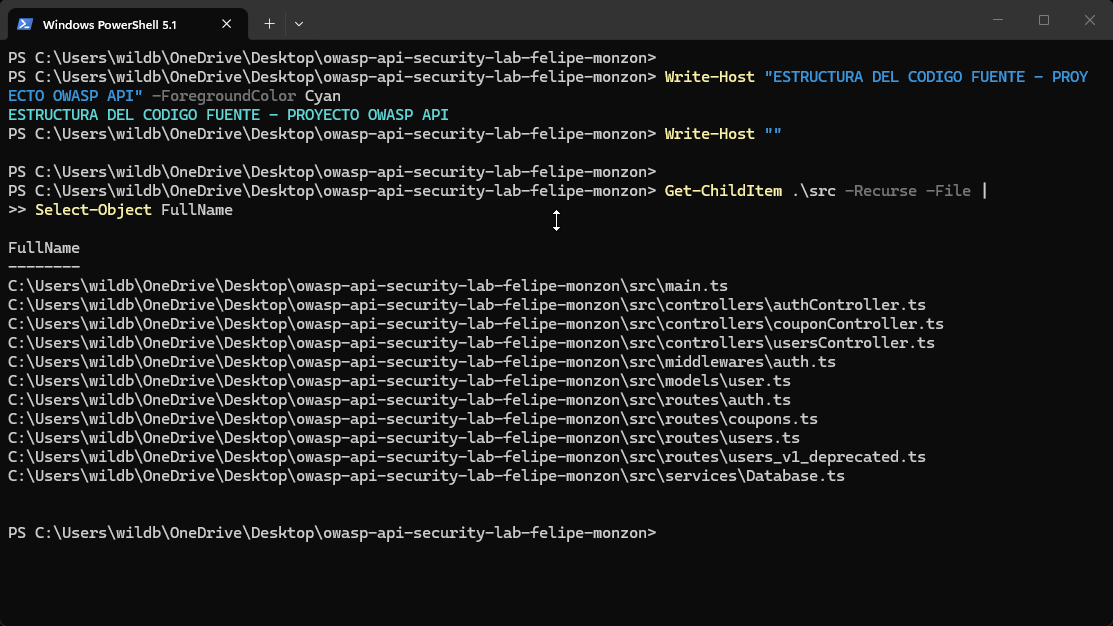 Windows PowerShell 5.1
PS C:\Users\wildb\OneDrive\Desktop\owasp-api-security-lab-felipe-monzon>
PS C:\Users\wildb\OneDrive\Desktop\owasp-api-security-lab-felipe-monzon> Write-Host "ESTRUCTURA DEL CODIGO FUENTE - PROY
ECTO OWASP API" -ForegroundColor Cyan
ESTRUCTURA DEL CODIGO FUENTE - PROYECTO OWASP API
PS C:\Users\wildb\OneDrive\Desktop\owasp-api-security-lab-felipe-monzon> Write-Host ""
PS C:\Users\wildb\OneDrive\Desktop\owasp-api-security-lab-felipe-monzon>
PS C:\Users\wildb\OneDrive\Desktop\owasp-api-security-lab-felipe-monzon> Get-ChildItem .\src -Recurse -File |
>> Select-Object FullName
FullName
--------
C:\Users\wildb\OneDrive\Desktop\owasp-api-security-lab-felipe-monzon\src\main.ts
C:\Users\wildb\OneDrive\Desktop\owasp-api-security-lab-felipe-monzon\src\controllers\authController.ts
C:\Users\wildb\OneDrive\Desktop\owasp-api-security-lab-felipe-monzon\src\controllers\couponController.ts
C:\Users\wildb\OneDrive\Desktop\owasp-api-security-lab-felipe-monzon\src\controllers\usersController.ts
C:\Users\wildb\OneDrive\Desktop\owasp-api-security-lab-felipe-monzon\src\middlewares\auth.ts
C:\Users\wildb\OneDrive\Desktop\owasp-api-security-lab-felipe-monzon\src\models\user.ts
C:\Users\wildb\OneDrive\Desktop\owasp-api-security-lab-felipe-monzon\src\routes\auth.ts
C:\Users\wildb\OneDrive\Desktop\owasp-api-security-lab-felipe-monzon\src\routes\coupons.ts
C:\Users\wildb\OneDrive\Desktop\owasp-api-security-lab-felipe-monzon\src\routes\users.ts
C:\Users\wildb\OneDrive\Desktop\owasp-api-security-lab-felipe-monzon\src\routes\users_v1_deprecated.ts
C:\Users\wildb\OneDrive\Desktop\owasp-api-security-lab-felipe-monzon\src\services\Database.ts
PS C:\Users\wildb\OneDrive\Desktop\owasp-api-security-lab-felipe-monzon>